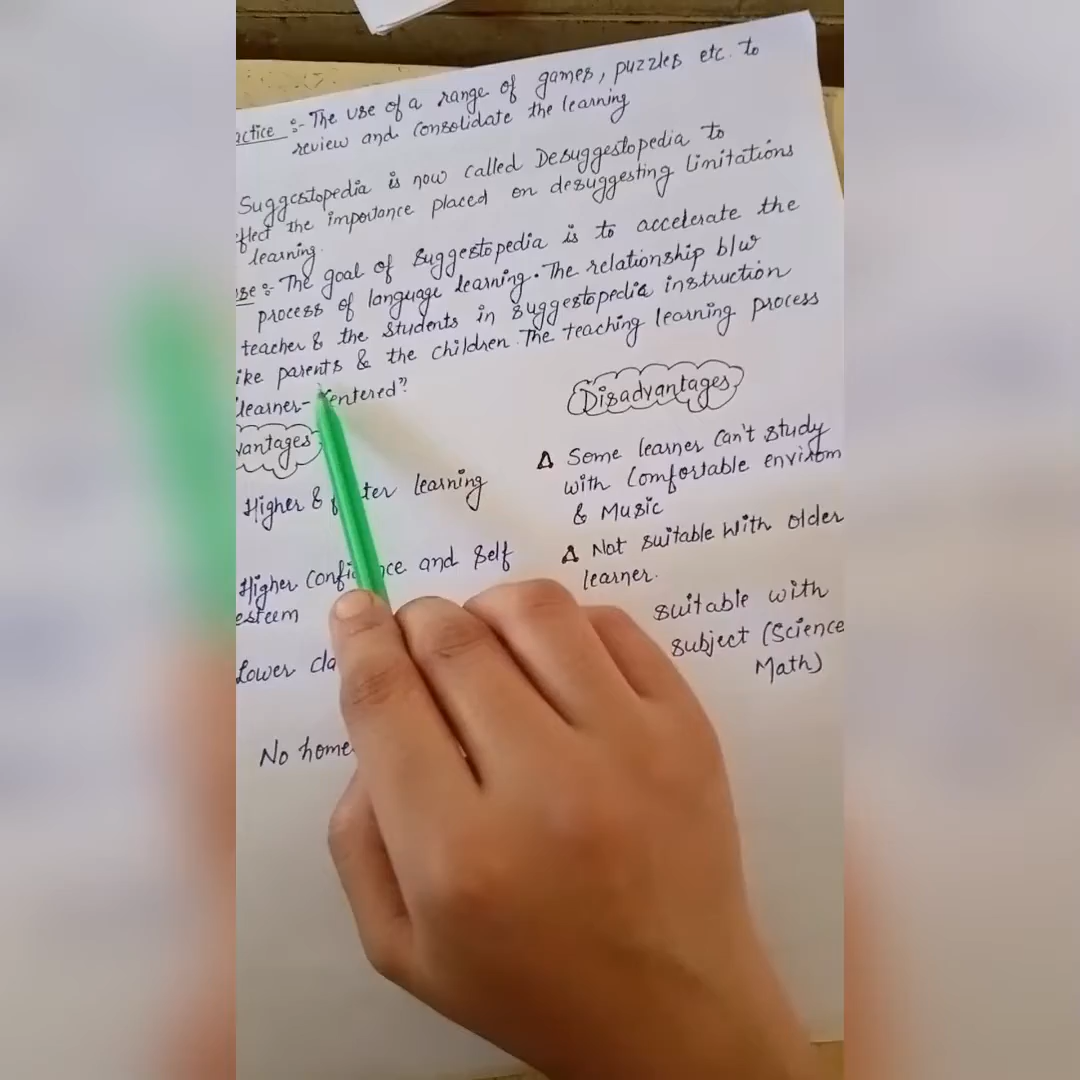 actice :- The use of a range of games, puzzles etc. to
review and consolidate the learning
Suggestopedia is now called Desuggestopedia to
flect the importance placed on desuggesting limitations
learning.
se :- The goal of Suggestopedia is to accelerate the
process of language learning. The relationship b/w
teacher & the students in suggestopedia instruction
ike parents & the children. The teaching learning process
learner-centered"
vantages
Higher & learning
Higher Confidence and Self
esteem
Lower cla
No home
Disadvantages
Δ Some learner can't study
with Comfortable environ
& Music
Δ Not suitable with older
learner.
suitable with
subject (Science
Math)